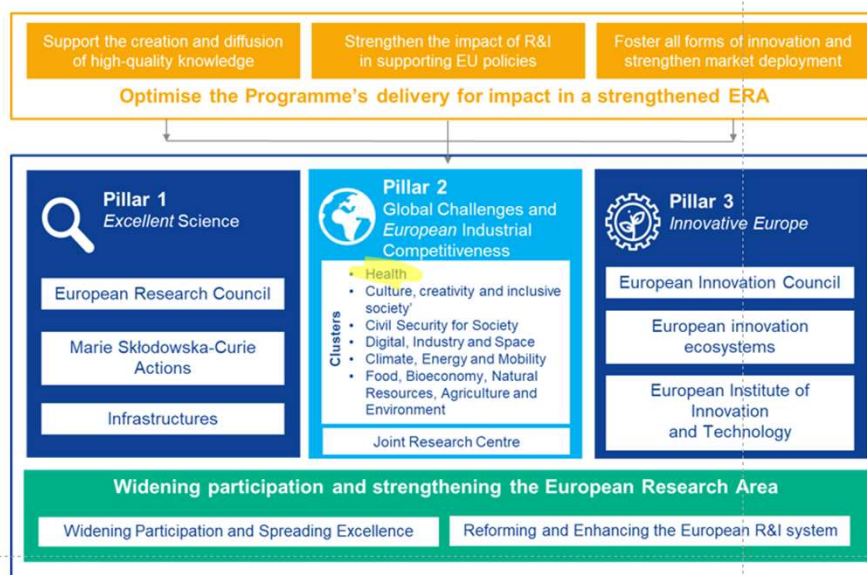 Support the creation and diffusion
of high-quality knowledge
Strengthen the impact of R&I
in supporting EU policies
Foster all forms of innovation and
strengthen market deployment
Optimise the Programme's delivery for impact in a strengthened ERA
Pillar 1
Excellent Science
European Research Council
Marie Skłodowska-Curie
Actions
Infrastructures
Pillar 2
Global Challenges and
European Industrial
Competitiveness
Clusters
• Health
• Culture, creativity and inclusive
society'
• Civil Security for Society
• Digital, Industry and Space
• Climate, Energy and Mobility
• Food, Bioeconomy, Natural
Resources, Agriculture and
Environment
Joint Research Centre
Pillar 3
Innovative Europe
European Innovation Council
European innovation
ecosystems
European Institute of
Innovation
and Technology
Widening participation and strengthening the European Research Area
Widening Participation and Spreading Excellence
Reforming and Enhancing the European R&I system